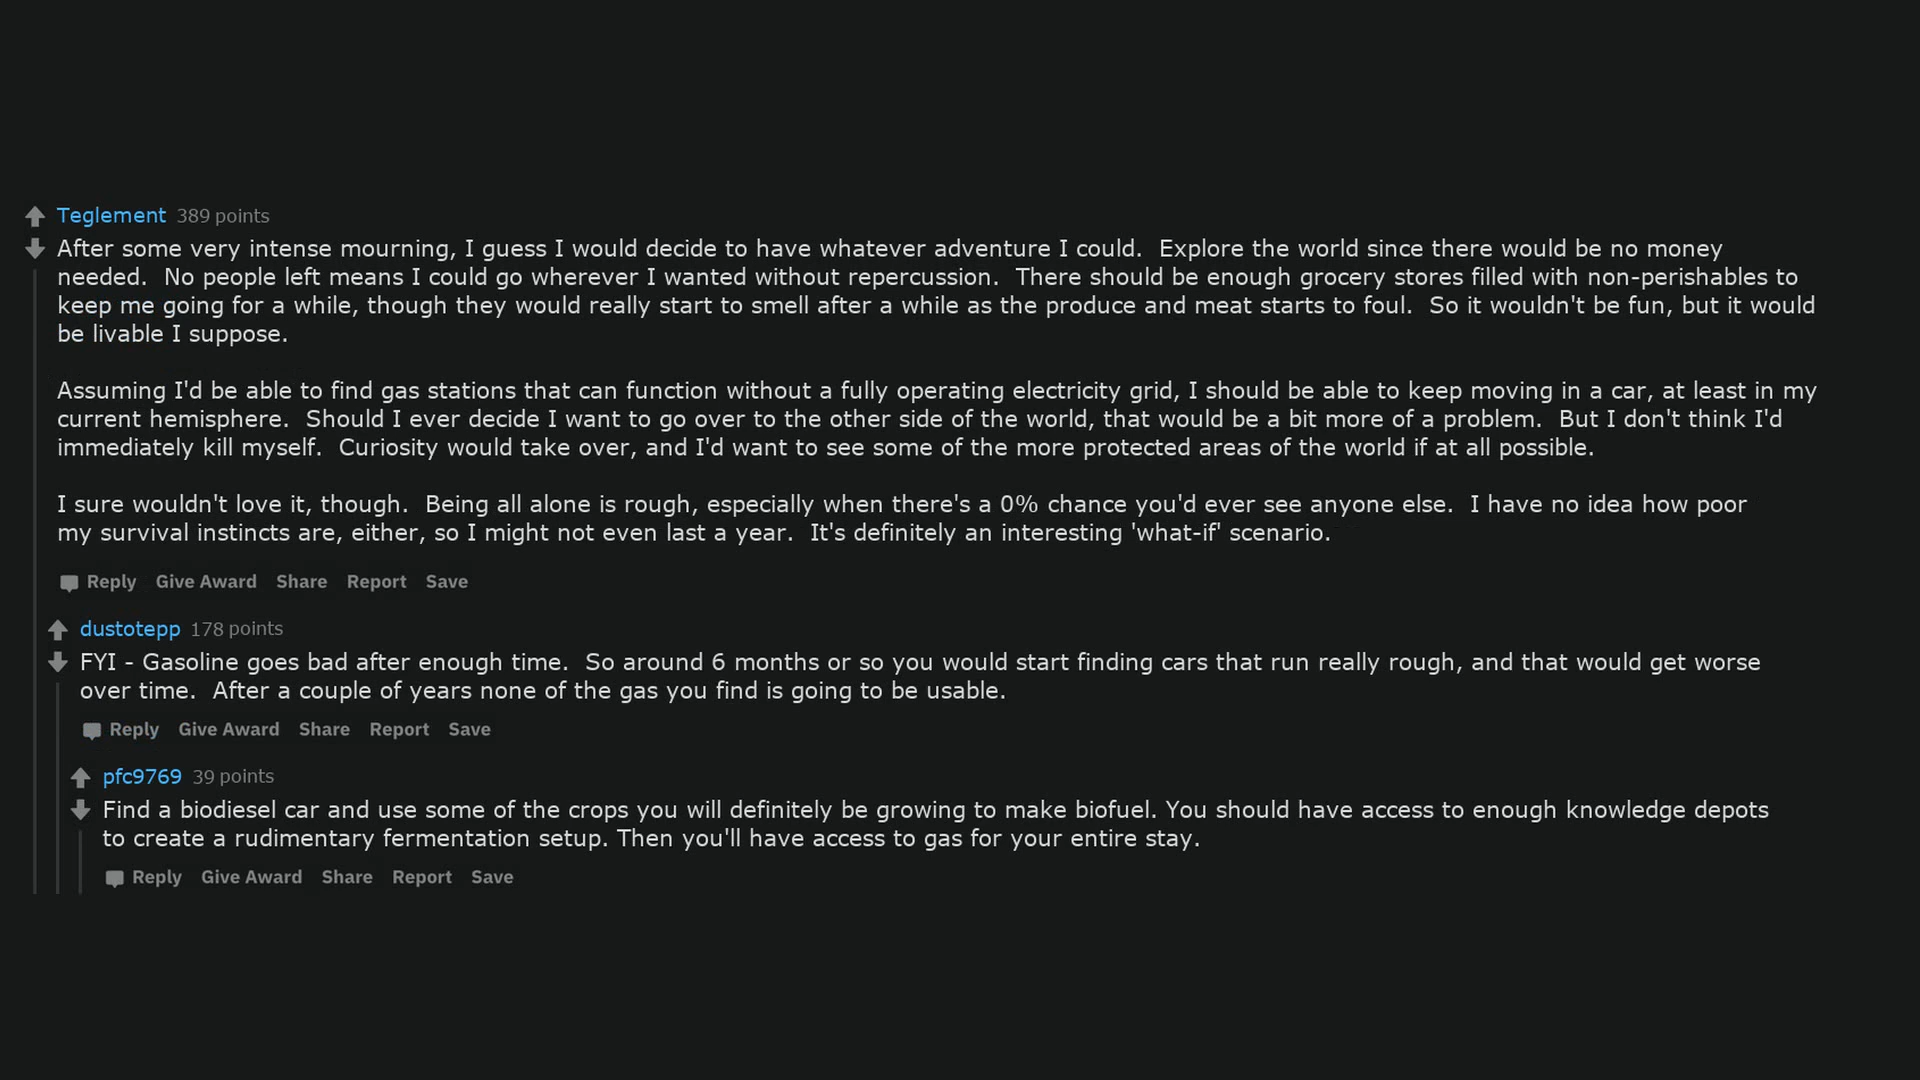 Teglement 389 points
After some very intense mourning, I guess I would decide to have whatever adventure I could.  Explore the world since there would be no money
needed.  No people left means I could go wherever I wanted without repercussion.  There should be enough grocery stores filled with non-perishables to
keep me going for a while, though they would really start to smell after a while as the produce and meat starts to foul.  So it wouldn't be fun, but it would
be livable I suppose.
Assuming I'd be able to find gas stations that can function without a fully operating electricity grid, I should be able to keep moving in a car, at least in my
current hemisphere.  Should I ever decide I want to go over to the other side of the world, that would be a bit more of a problem.  But I don't think I'd
immediately kill myself.  Curiosity would take over, and I'd want to see some of the more protected areas of the world if at all possible.
I sure wouldn't love it, though.  Being all alone is rough, especially when there's a 0% chance you'd ever see anyone else.  I have no idea how poor
my survival instincts are, either, so I might not even last a year.  It's definitely an interesting 'what-if' scenario.
Reply Give Award Share Report Save
dustotepp 178 points
FYI - Gasoline goes bad after enough time.  So around 6 months or so you would start finding cars that run really rough, and that would get worse
over time.  After a couple of years none of the gas you find is going to be usable.
Reply Give Award Share Report Save
pfc9769 39 points
Find a biodiesel car and use some of the crops you will definitely be growing to make biofuel. You should have access to enough knowledge depots
to create a rudimentary fermentation setup. Then you'll have access to gas for your entire stay.
Reply Give Award Share Report Save